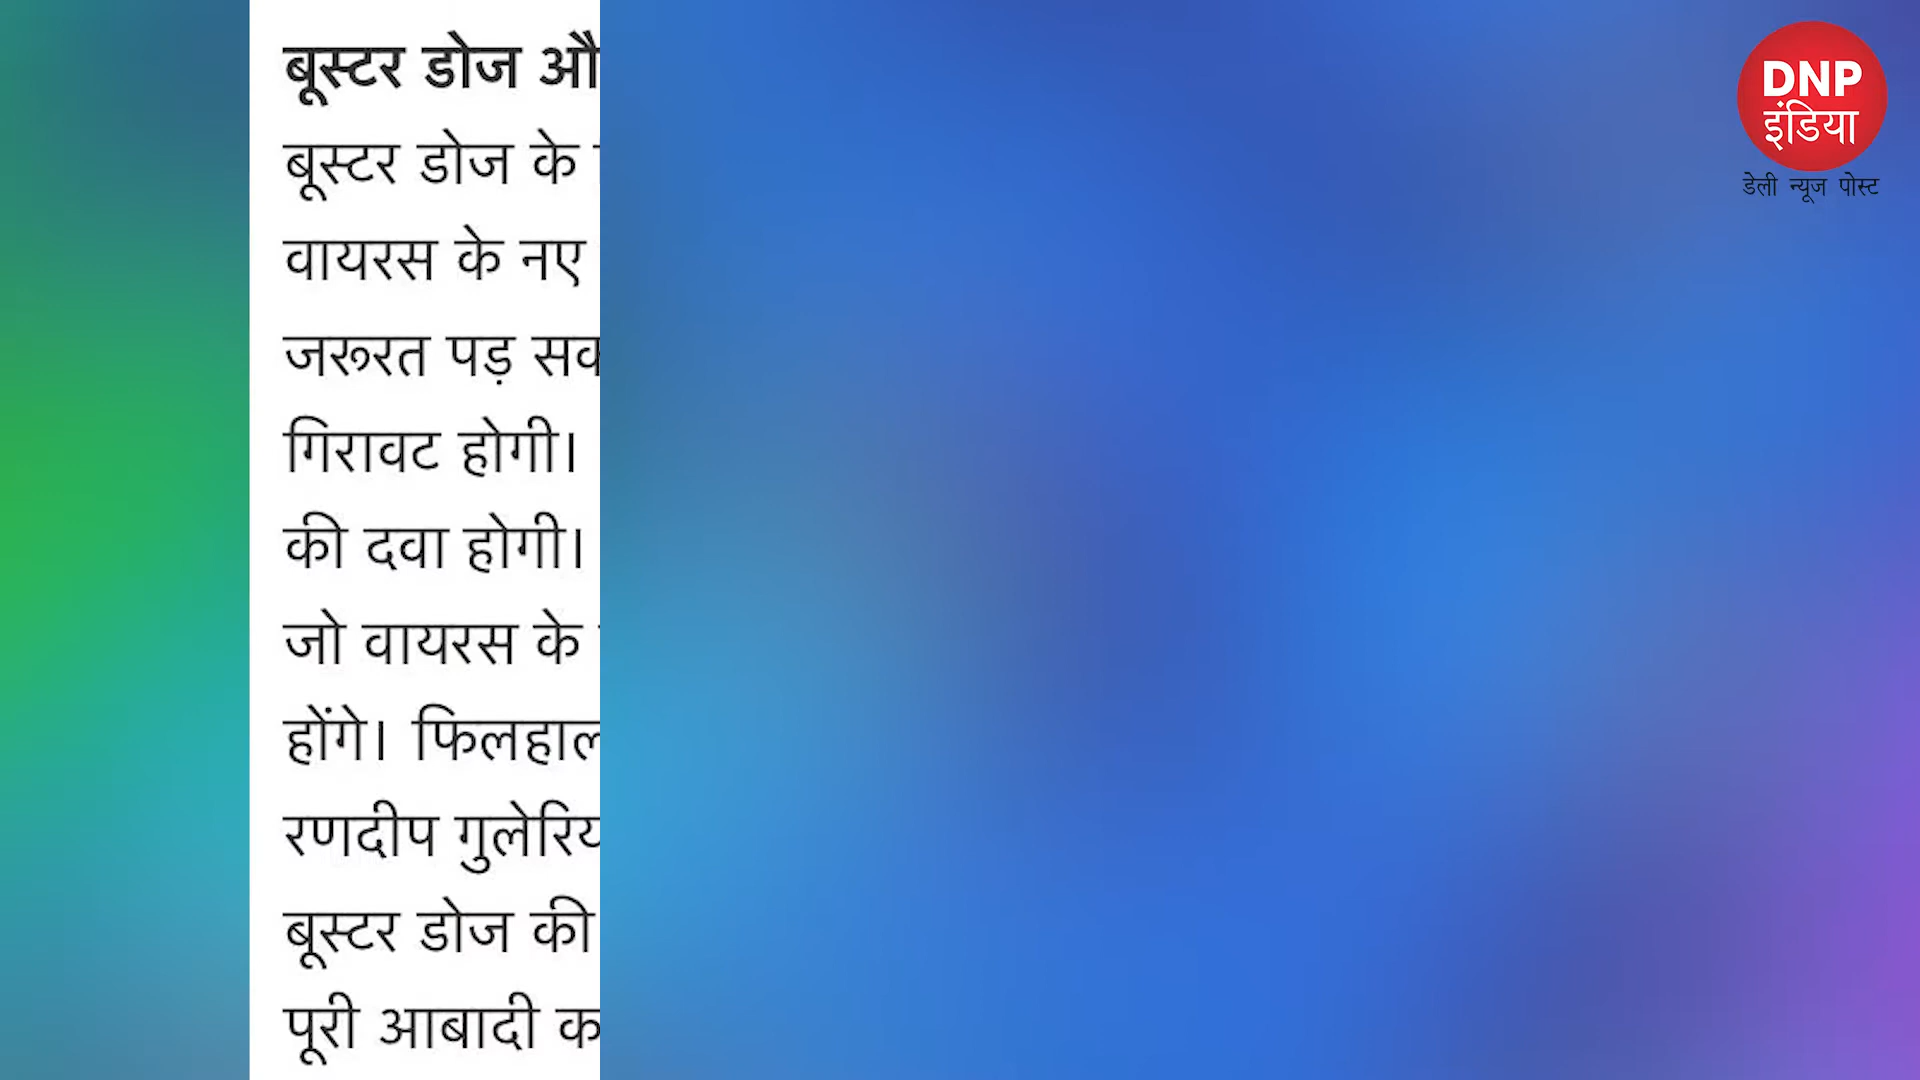 बूस्टर डोज औ
बूस्टर डोज के
वायरस के नए
जरूरत पड़ सक
गिरावट होगी।
की दवा होगी।
जो वायरस के
होंगे। फिलहाल
रणदीप गुलेरिय
बूस्टर डोज की
पूरी आबादी क
DNP
इंडिया
डेली न्यूज पोस्ट